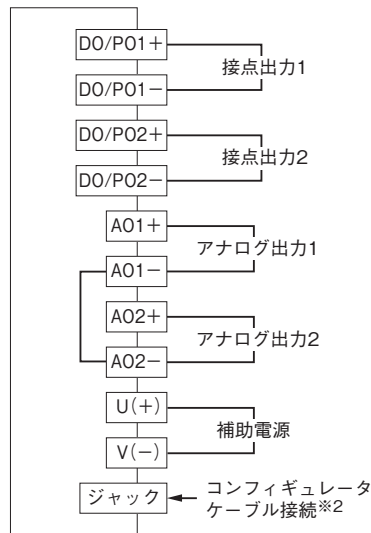 DO/PO1+
接点出力1
DO/PO1−
DO/PO2+
接点出力2
DO/PO2−
AO1+
アナログ出力1
AO1−
AO2+
アナログ出力2
AO2−
U(+)
補助電源
V(−)
ジャック
コンフィギュレータ
ケーブル接続※2